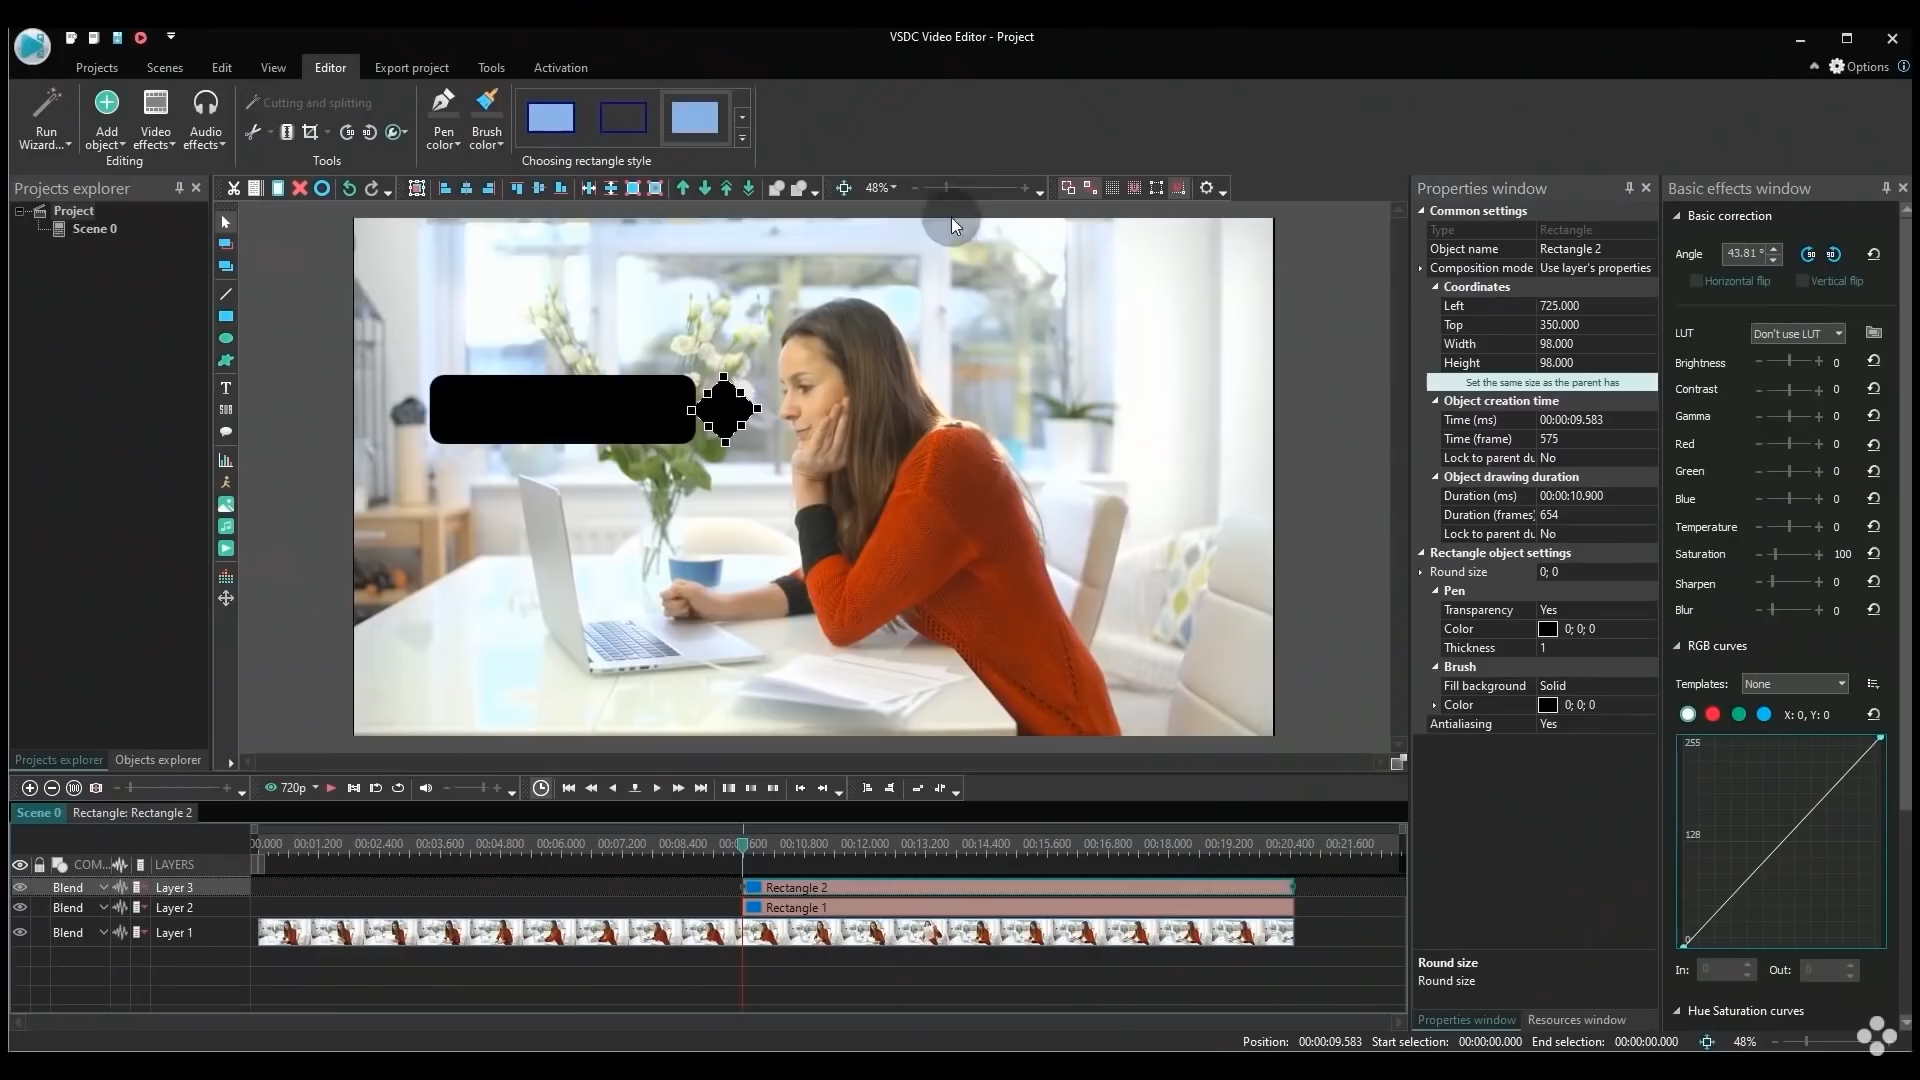 VSDC Video Editor - Project
Projects Scenes Edit View Editor Export project Tools Activation
Options
Run Wizard...
Add object
Video effects
Audio effects
Editing
Cutting and splitting
Tools
Pen color
Brush color
Choosing rectangle style
Projects explorer
48%
Project
Scene 0
Projects explorer
Objects explorer
Properties window
Common settings
Type Rectangle
Object name Rectangle 2
Composition mode Use layer's properties
Coordinates
Left 725.000
Top 350.000
Width 98.000
Height 98.000
Set the same size as the parent has
Object creation time
Time (ms) 00:00:09.583
Time (frame) 575
Lock to parent du No
Object drawing duration
Duration (ms) 00:00:10.900
Duration (frames) 654
Lock to parent du No
Rectangle object settings
Round size 0; 0
Pen
Transparency Yes
Color 0; 0; 0
Thickness 1
Brush
Fill background Solid
Color 0; 0; 0
Antialiasing Yes
Round size
Round size
Properties window
Resources window
Basic effects window
Basic correction
Angle 43.81 ° 90 90
Horizontal flip Vertical flip
LUT Don't use LUT
Brightness 0
Contrast 0
Gamma 0
Red 0
Green 0
Blue 0
Temperature 0
Saturation 100
Sharpen 0
Blur 0
RGB curves
Templates: None
X: 0, Y: 0
255
128
0
In: 0 Out: 0
Hue Saturation curves
720p
Scene 0 Rectangle: Rectangle 2
00:01.200 00:02.400 00:03.600 00:04.800 00:06.000 00:07.200 00:08.400 00:10.800 00:12.000 00:13.200 00:14.400 00:15.600 00:16.800 00:18.000 00:19.200 00:20.400 00:21.600
COM... LAYERS
Blend Layer 3 Rectangle 2
Blend Layer 2 Rectangle 1
Blend Layer 1
Position: 00:00:09.583 Start selection: 00:00:00.000 End selection: 00:00:00.000 48%